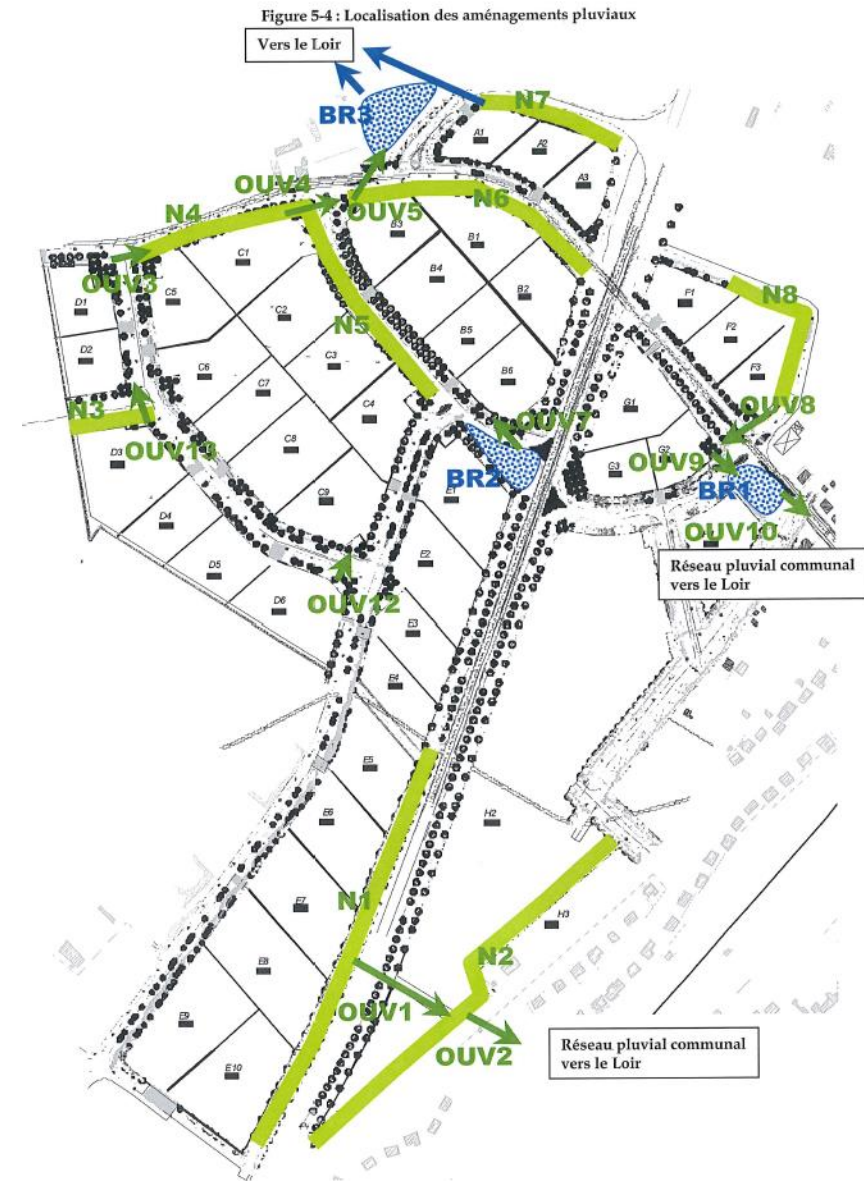 Figure 5-4 : Localisation des aménagements pluviaux
Vers le Loir
BR3
N7
A1
A2
A3
OUV4
N4
OUV5
N6
B3
B1
C1
OUV3
D1
C5
B4
B2
F1
N8
C2
N5
F2
D2
B5
C3
C6
F3
B6
C7
N3
C4
OUV7
G1
OUV8
OUV11
D3
C8
G2
OUV9
BR2
G3
BR1
E1
C9
D4
OUV10
E2
D5
Réseau pluvial communal
vers le Loir
D6
OUV12
E3
E4
E5
H2
E6
E7
N1
H3
N2
E8
E9
OUV1
OUV2
Réseau pluvial communal
vers le Loir
E10